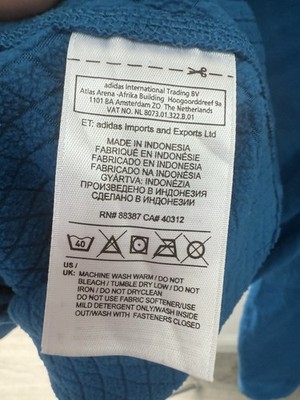 adidas International Trading BV
Atlas Arena -Afrika Building Hoogoorddreef 9a
1101 BA Amsterdam ZO The Netherlands
VAT NO. NL 8073.01.322.B.01
ET: adidas Imports and Exports Ltd
MADE IN INDONESIA
FABRIQUÉ EN INDONÉSIE
FABRICADO EN INDONESIA
FABRICADO NA INDONÉSIA
GYÁRTVA: INDONÉZIA
ПРОИЗВЕДЕНО В ИНДОНЕЗИЯ
СДЕЛАНО В ИНДОНЕЗИИ
RN# 88387 CA# 40312
40
US /
UK: MACHINE WASH WARM / DO NOT
BLEACH / TUMBLE DRY LOW / DO NOT
IRON / DO NOT DRYCLEAN
DO NOT USE FABRIC SOFTENER/USE
MILD DETERGENT ONLY/WASH INSIDE
OUT/WASH WITH FASTENERS CLOSED